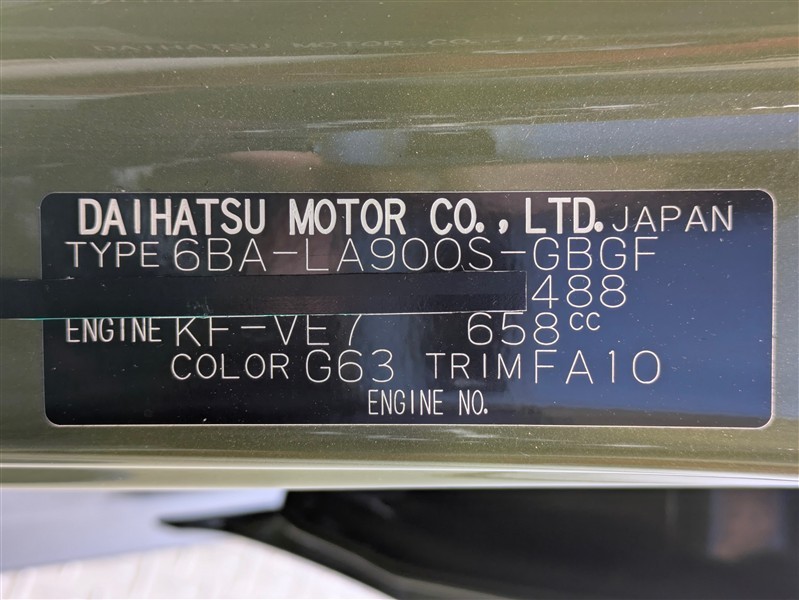 DAIHATSU MOTOR CO., LTD. JAPAN
TYPE 6BA-LA900S-GBGF
488
ENGINE KF-VE7 658CC
COLOR G63 TRIM FA10
ENGINE NO.